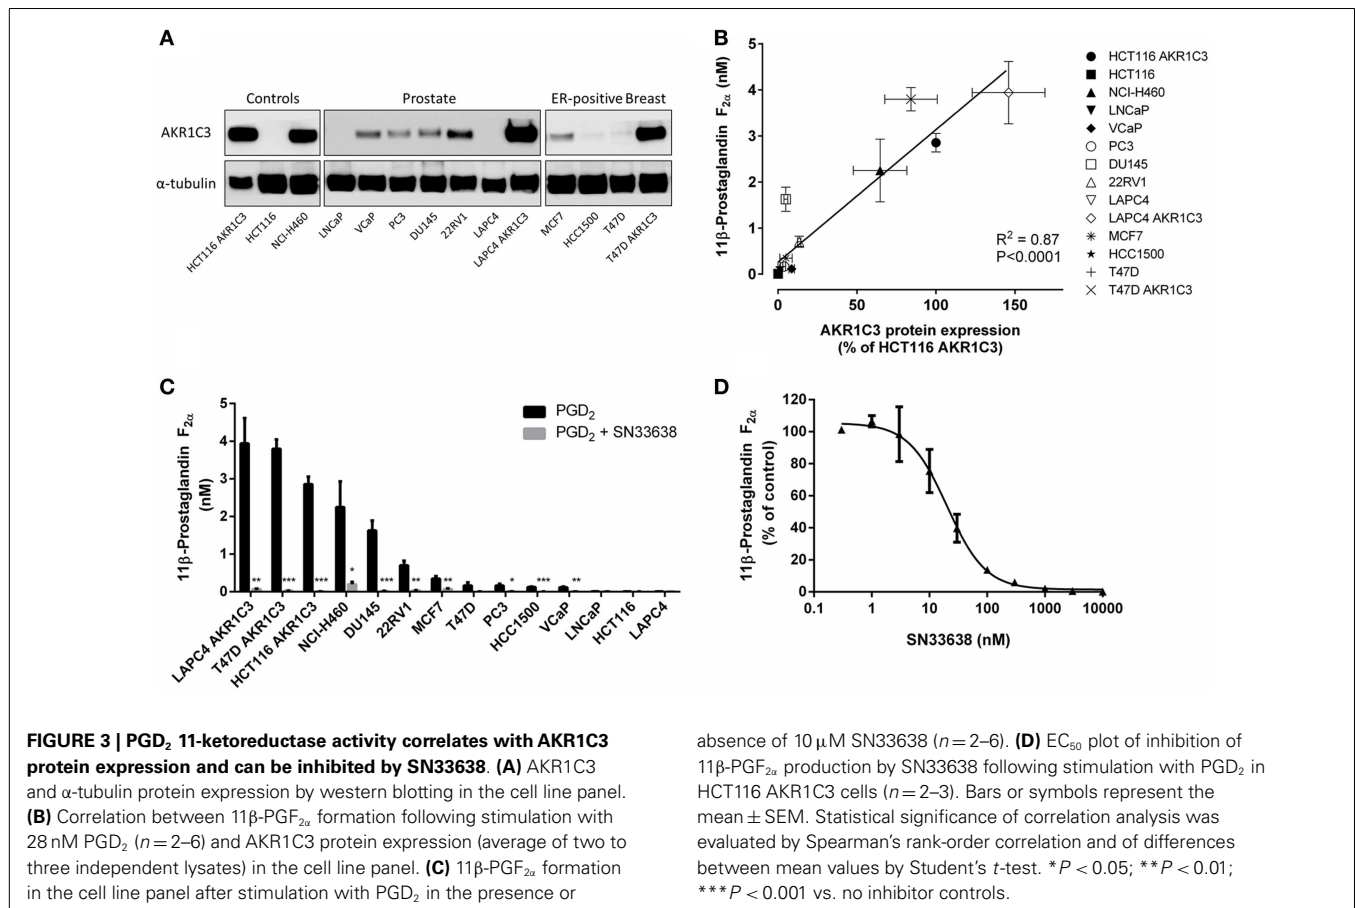 A
Controls
Prostate
ER-positive Breast
AKR1C3
α-tubulin
HCT116 AKR1C3
HCT116
NCI-H460
LNCaP
VCaP
PC3
DU145
22RV1
LAPC4
LAPC4 AKR1C3
MCF7
HCC1500
T47D
T47D AKR1C3
B
11β-Prostaglandin F2α (nM)
5
4
3
2
1
0
0 50 100 150
AKR1C3 protein expression
(% of HCT116 AKR1C3)
R² = 0.87
P<0.0001
HCT116 AKR1C3
HCT116
NCI-H460
LNCaP
VCaP
PC3
DU145
22RV1
LAPC4
LAPC4 AKR1C3
MCF7
HCC1500
T47D
T47D AKR1C3
C
11β-Prostaglandin F2α
(nM)
5
4
3
2
1
0
PGD2
PGD2 + SN33638
** *** *** * *** ** ** * *** **
LAPC4 AKR1C3
T47D AKR1C3
HCT116 AKR1C3
NCI-H460
DU145
22RV1
MCF7
T47D
PC3
HCC1500
VCaP
LNCaP
HCT116
LAPC4
D
11β-Prostaglandin F2α
(% of control)
120
100
80
60
40
20
0
0.1 1 10 100 1000 10000
SN33638 (nM)
FIGURE 3 | PGD₂ 11-ketoreductase activity correlates with AKR1C3
protein expression and can be inhibited by SN33638. (A) AKR1C3
and α-tubulin protein expression by western blotting in the cell line panel.
(B) Correlation between 11β-PGF2α formation following stimulation with
28 nM PGD₂ (n = 2–6) and AKR1C3 protein expression (average of two to
three independent lysates) in the cell line panel. (C) 11β-PGF2α formation
in the cell line panel after stimulation with PGD₂ in the presence or
absence of 10 μM SN33638 (n = 2–6). (D) EC₅₀ plot of inhibition of
11β-PGF2α production by SN33638 following stimulation with PGD₂ in
HCT116 AKR1C3 cells (n = 2–3). Bars or symbols represent the
mean ± SEM. Statistical significance of correlation analysis was
evaluated by Spearman's rank-order correlation and of differences
between mean values by Student's t-test. *P < 0.05; **P < 0.01;
***P < 0.001 vs. no inhibitor controls.